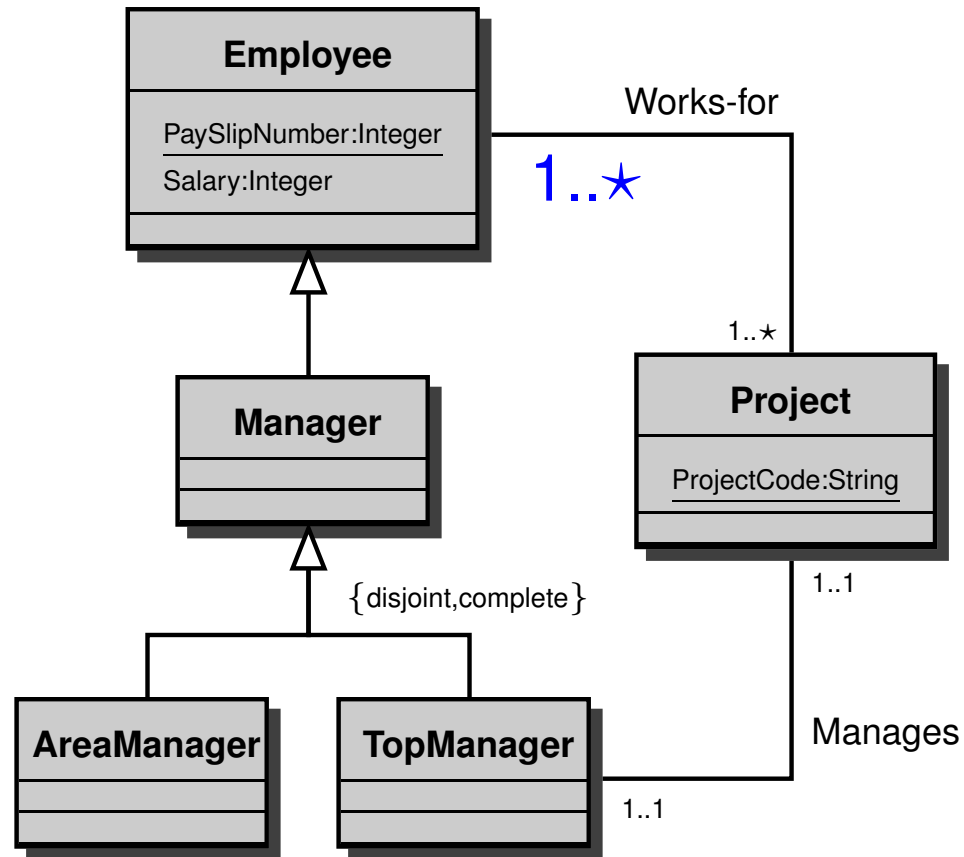 Employee
PaySlipNumber:Integer
Salary:Integer
Works-for
1..⋆
1..⋆
Manager
Project
ProjectCode:String
{disjoint,complete}
1..1
AreaManager
TopManager
Manages
1..1